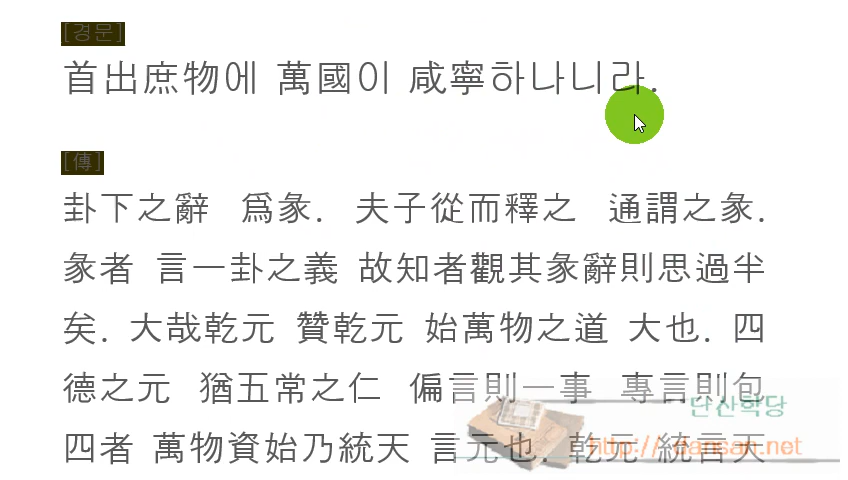 [경문]
首出庶物에 萬國이 咸寧하나니라.
[傳]
卦下之辭 爲彖. 夫子從而釋之 通謂之彖.
彖者 言一卦之義 故知者觀其彖辭則思過半
矣. 大哉乾元 贊乾元 始萬物之道 大也. 四
德之元 猶五常之仁 偏言則一事 專言則包
단산학당
四者 萬物資始乃統天 言元也. 乾元 統言天
http://dansan.net